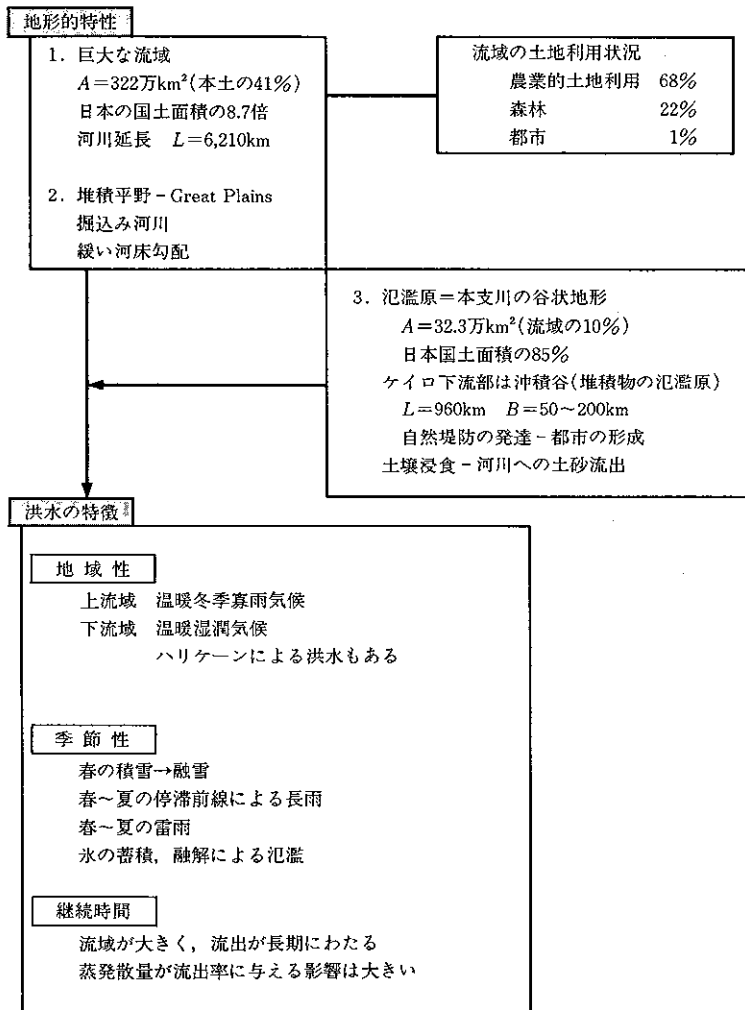 地形的特性
1. 巨大な流域
A=322万km²(本土の41%)
日本の国土面積の8.7倍
河川延長 L=6,210km
2. 堆積平野－Great Plains
掘込み河川
緩い河床勾配
流域の土地利用状況
農業的土地利用 68%
森林 22%
都市 1%
3. 氾濫原=本支川の谷状地形
A=32.3万km²(流域の10%)
日本国土面積の85%
ケイロ下流部は沖積谷(堆積物の氾濫原)
L=960km B=50～200km
自然堤防の発達－都市の形成
土壌浸食－河川への土砂流出
洪水の特徴
地域性
上流域 温暖冬季寡雨気候
下流域 温暖湿潤気候
ハリケーンによる洪水もある
季節性
春の積雪→融雪
春～夏の停滞前線による長雨
春～夏の雷雨
氷の蓄積，融解による氾濫
継続時間
流域が大きく，流出が長期にわたる
蒸発散量が流出率に与える影響は大きい